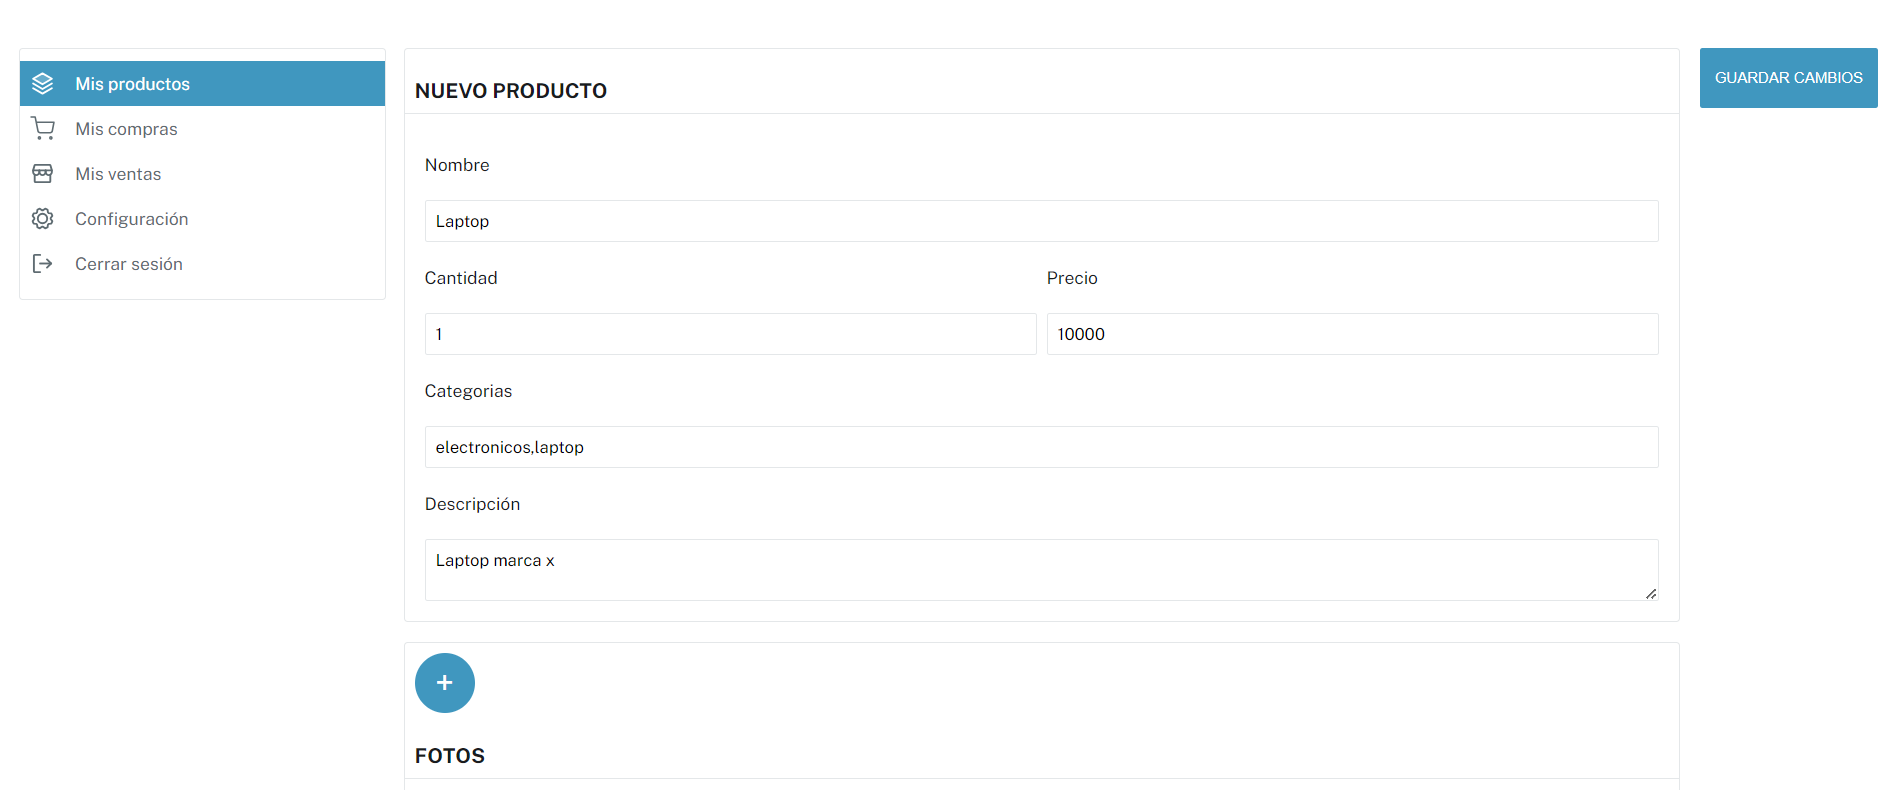 Mis productos
Mis compras
Mis ventas
Configuración
Cerrar sesión
NUEVO PRODUCTO
Nombre
Laptop
Cantidad
1
Precio
10000
Categorias
electronicos,laptop
Descripción
Laptop marca x
+
FOTOS
GUARDAR CAMBIOS